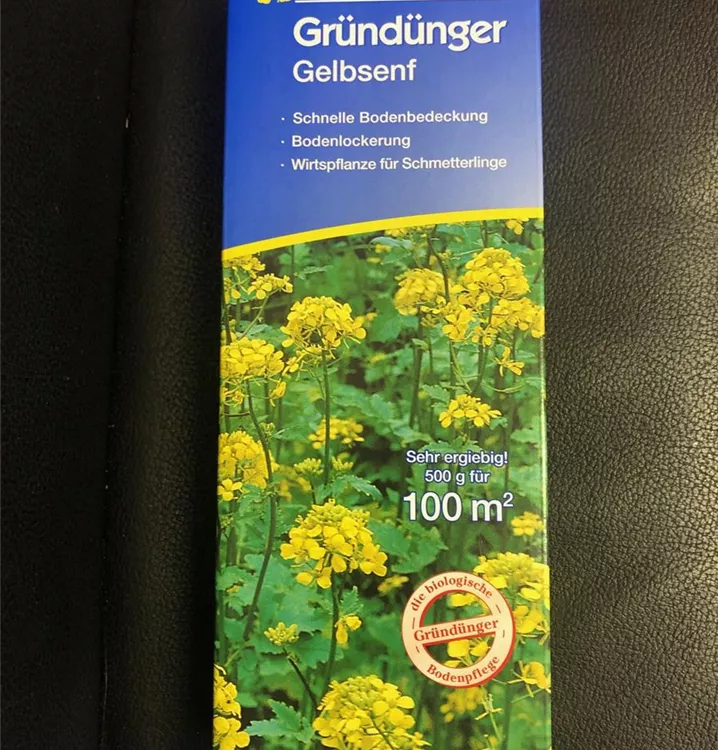 Gründünger
Gelbsenf
· Schnelle Bodenbedeckung
· Bodenlockerung
· Wirtspflanze für Schmetterlinge
Sehr ergiebig!
500 g für
100 m²
die biologische
Gründünger
Bodenpflege